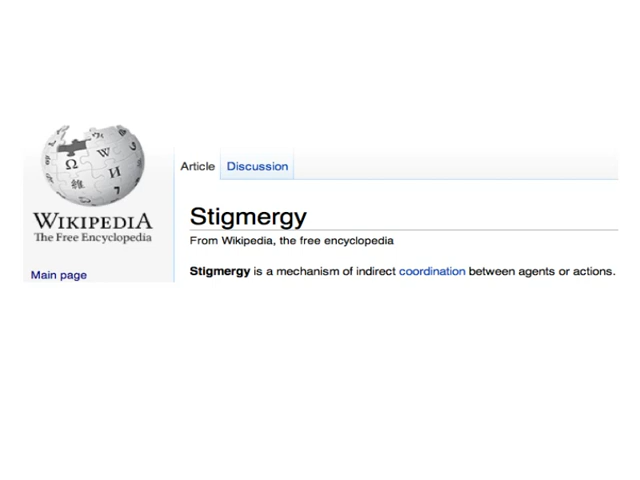 WIKIPEDIA
The Free Encyclopedia
Main page
Article Discussion
Stigmergy
From Wikipedia, the free encyclopedia
Stigmergy is a mechanism of indirect coordination between agents or actions.